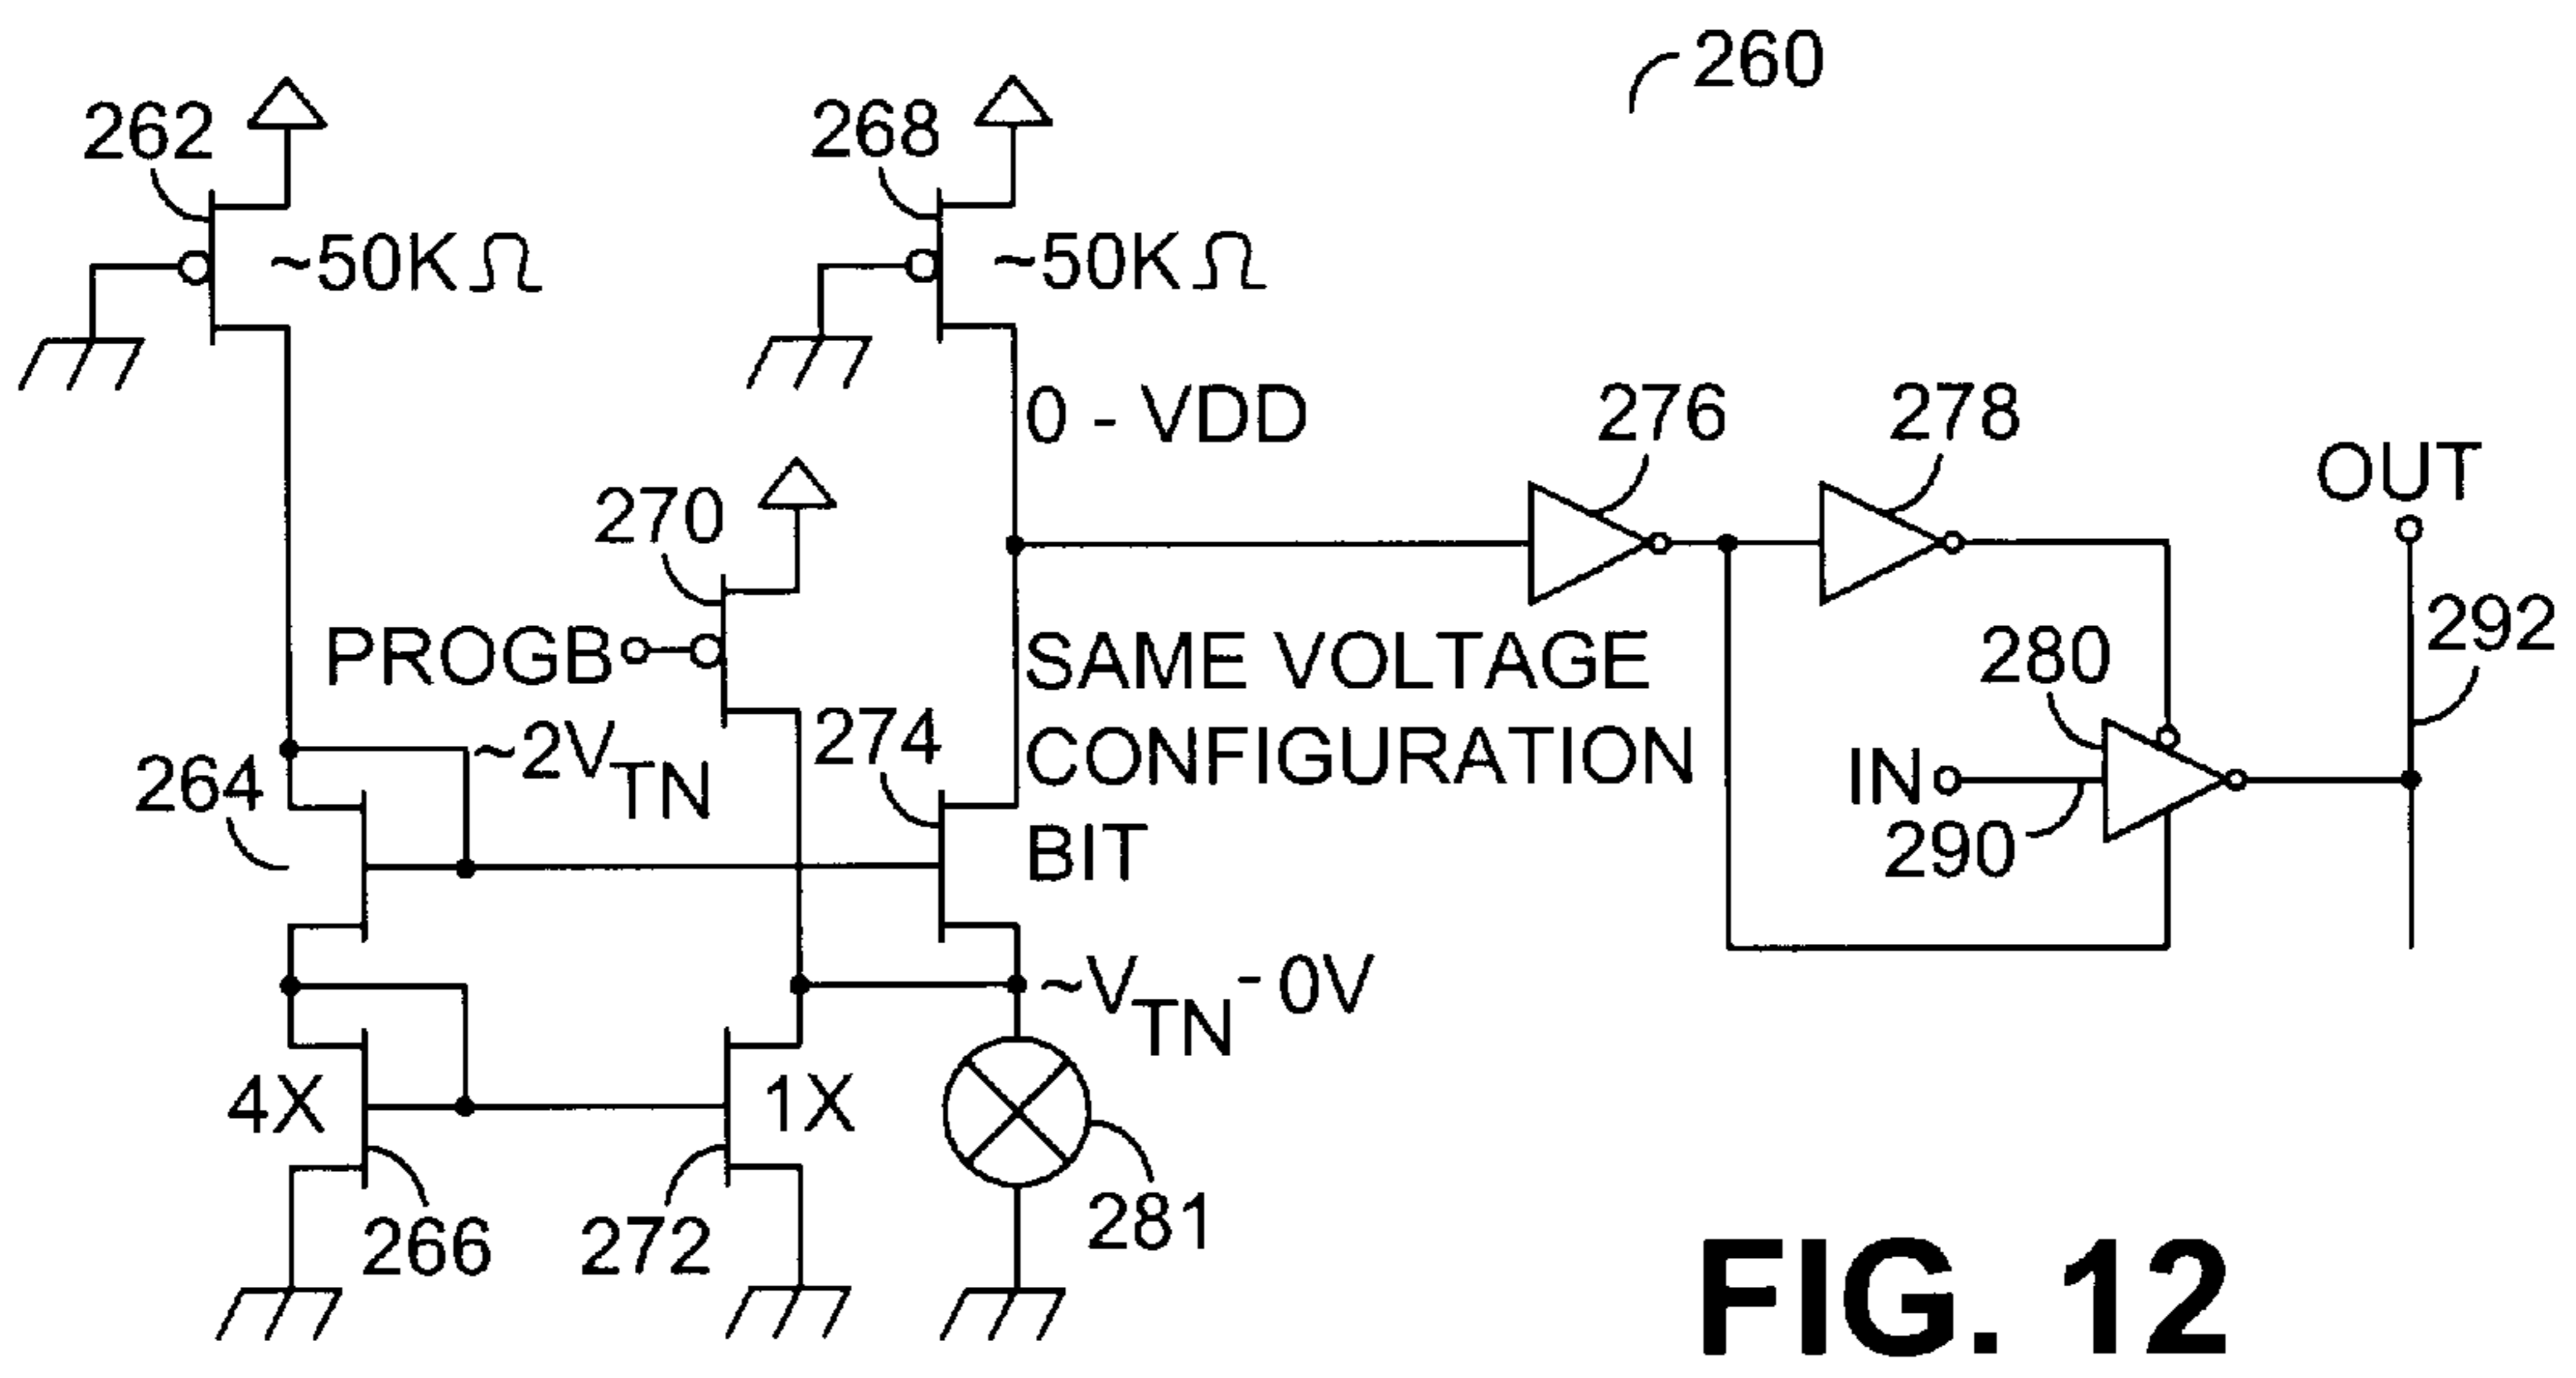 260
262
268
~50KΩ
~50KΩ
0 - VDD
276
278
OUT
270
PROGB
SAME VOLTAGE
CONFIGURATION
BIT
292
280
~2VTN
274
264
IN
290
~VTN - 0V
4X
1X
266
272
281
FIG. 12